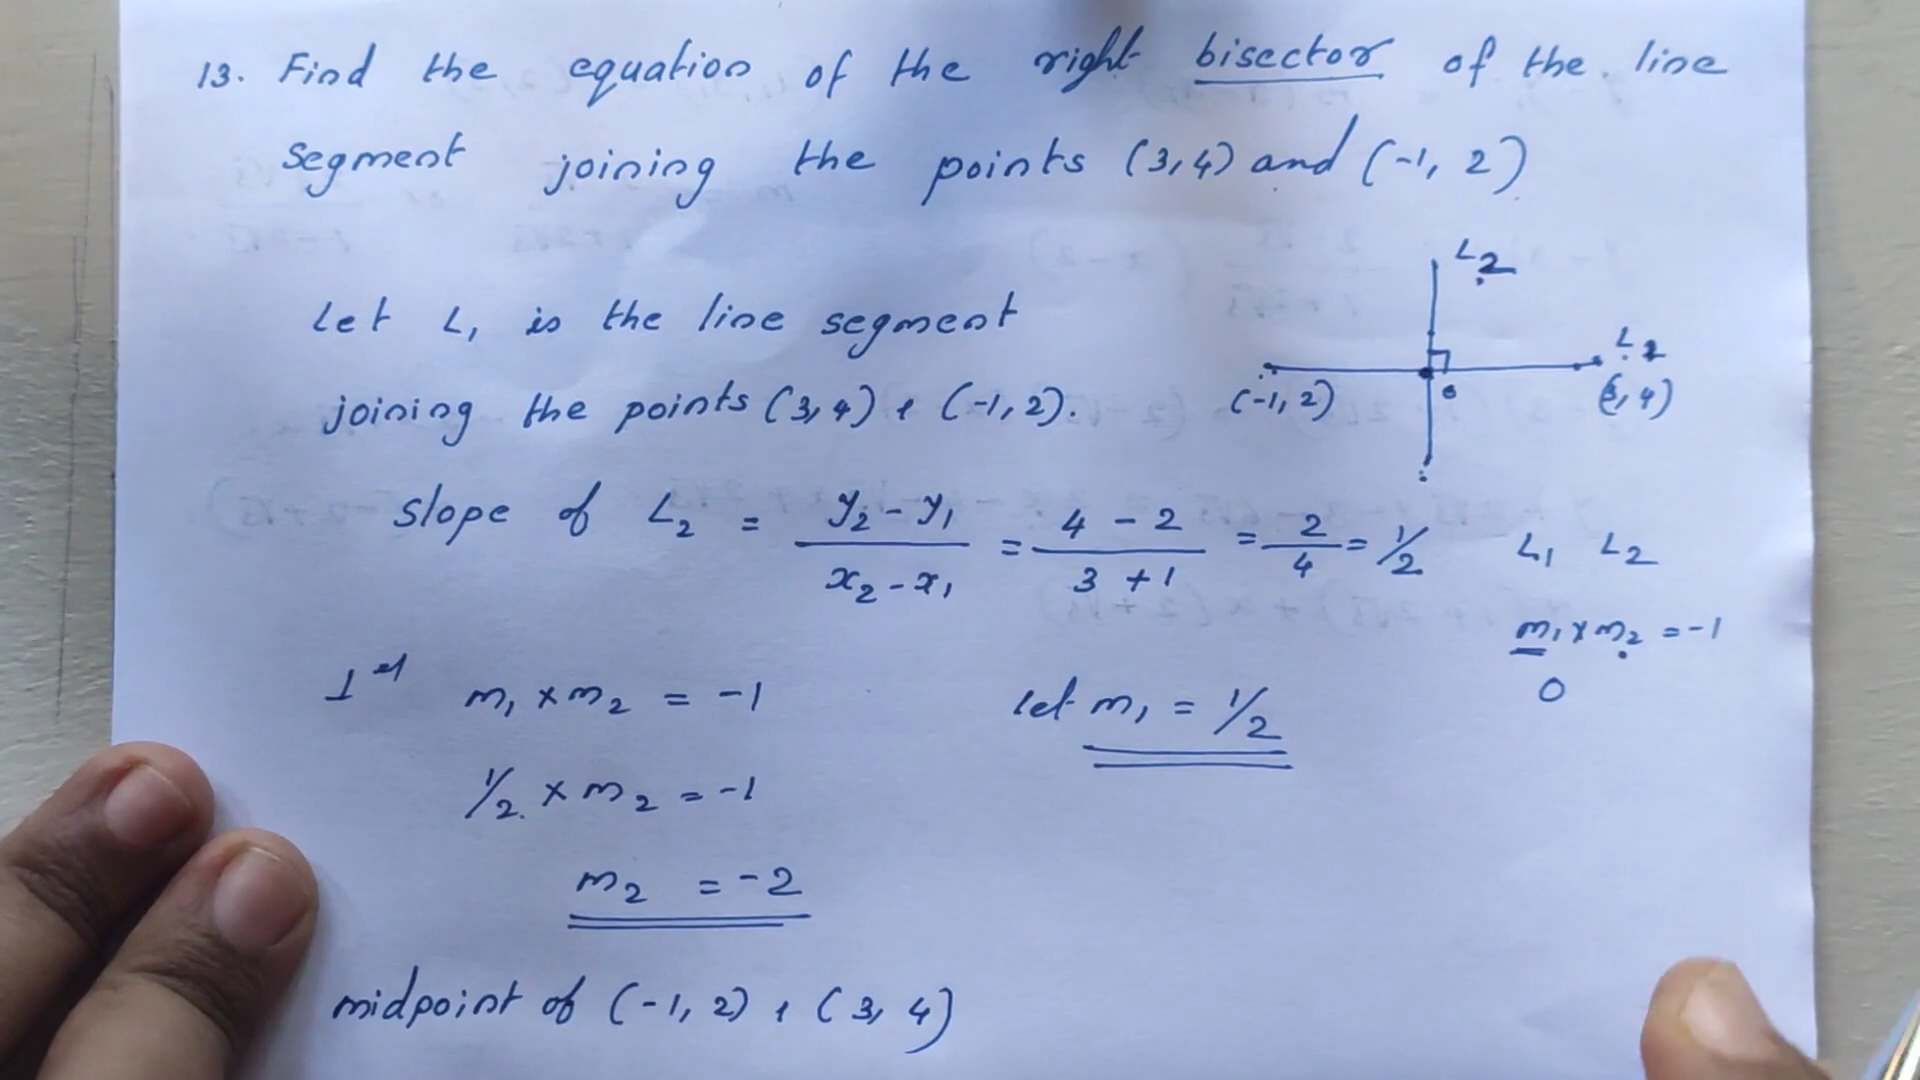 13. Find the equation of the right bisector of the line
segment joining the points (3,4) and (-1, 2)
L2
Let L1 is the line segment
L2
(-1, 2) (3, 4)
joining the points (3,4) & (-1, 2).
slope of L2 = y2 - y1 / x2 - x1 = 4 - 2 / 3 + 1 = 2/4 = 1/2 L1 L2
m1 x m2 = -1
0
m1 x m2 = -1 let m1 = 1/2
1/2 x m2 = -1
m2 = -2
midpoint of (-1, 2) & (3, 4)